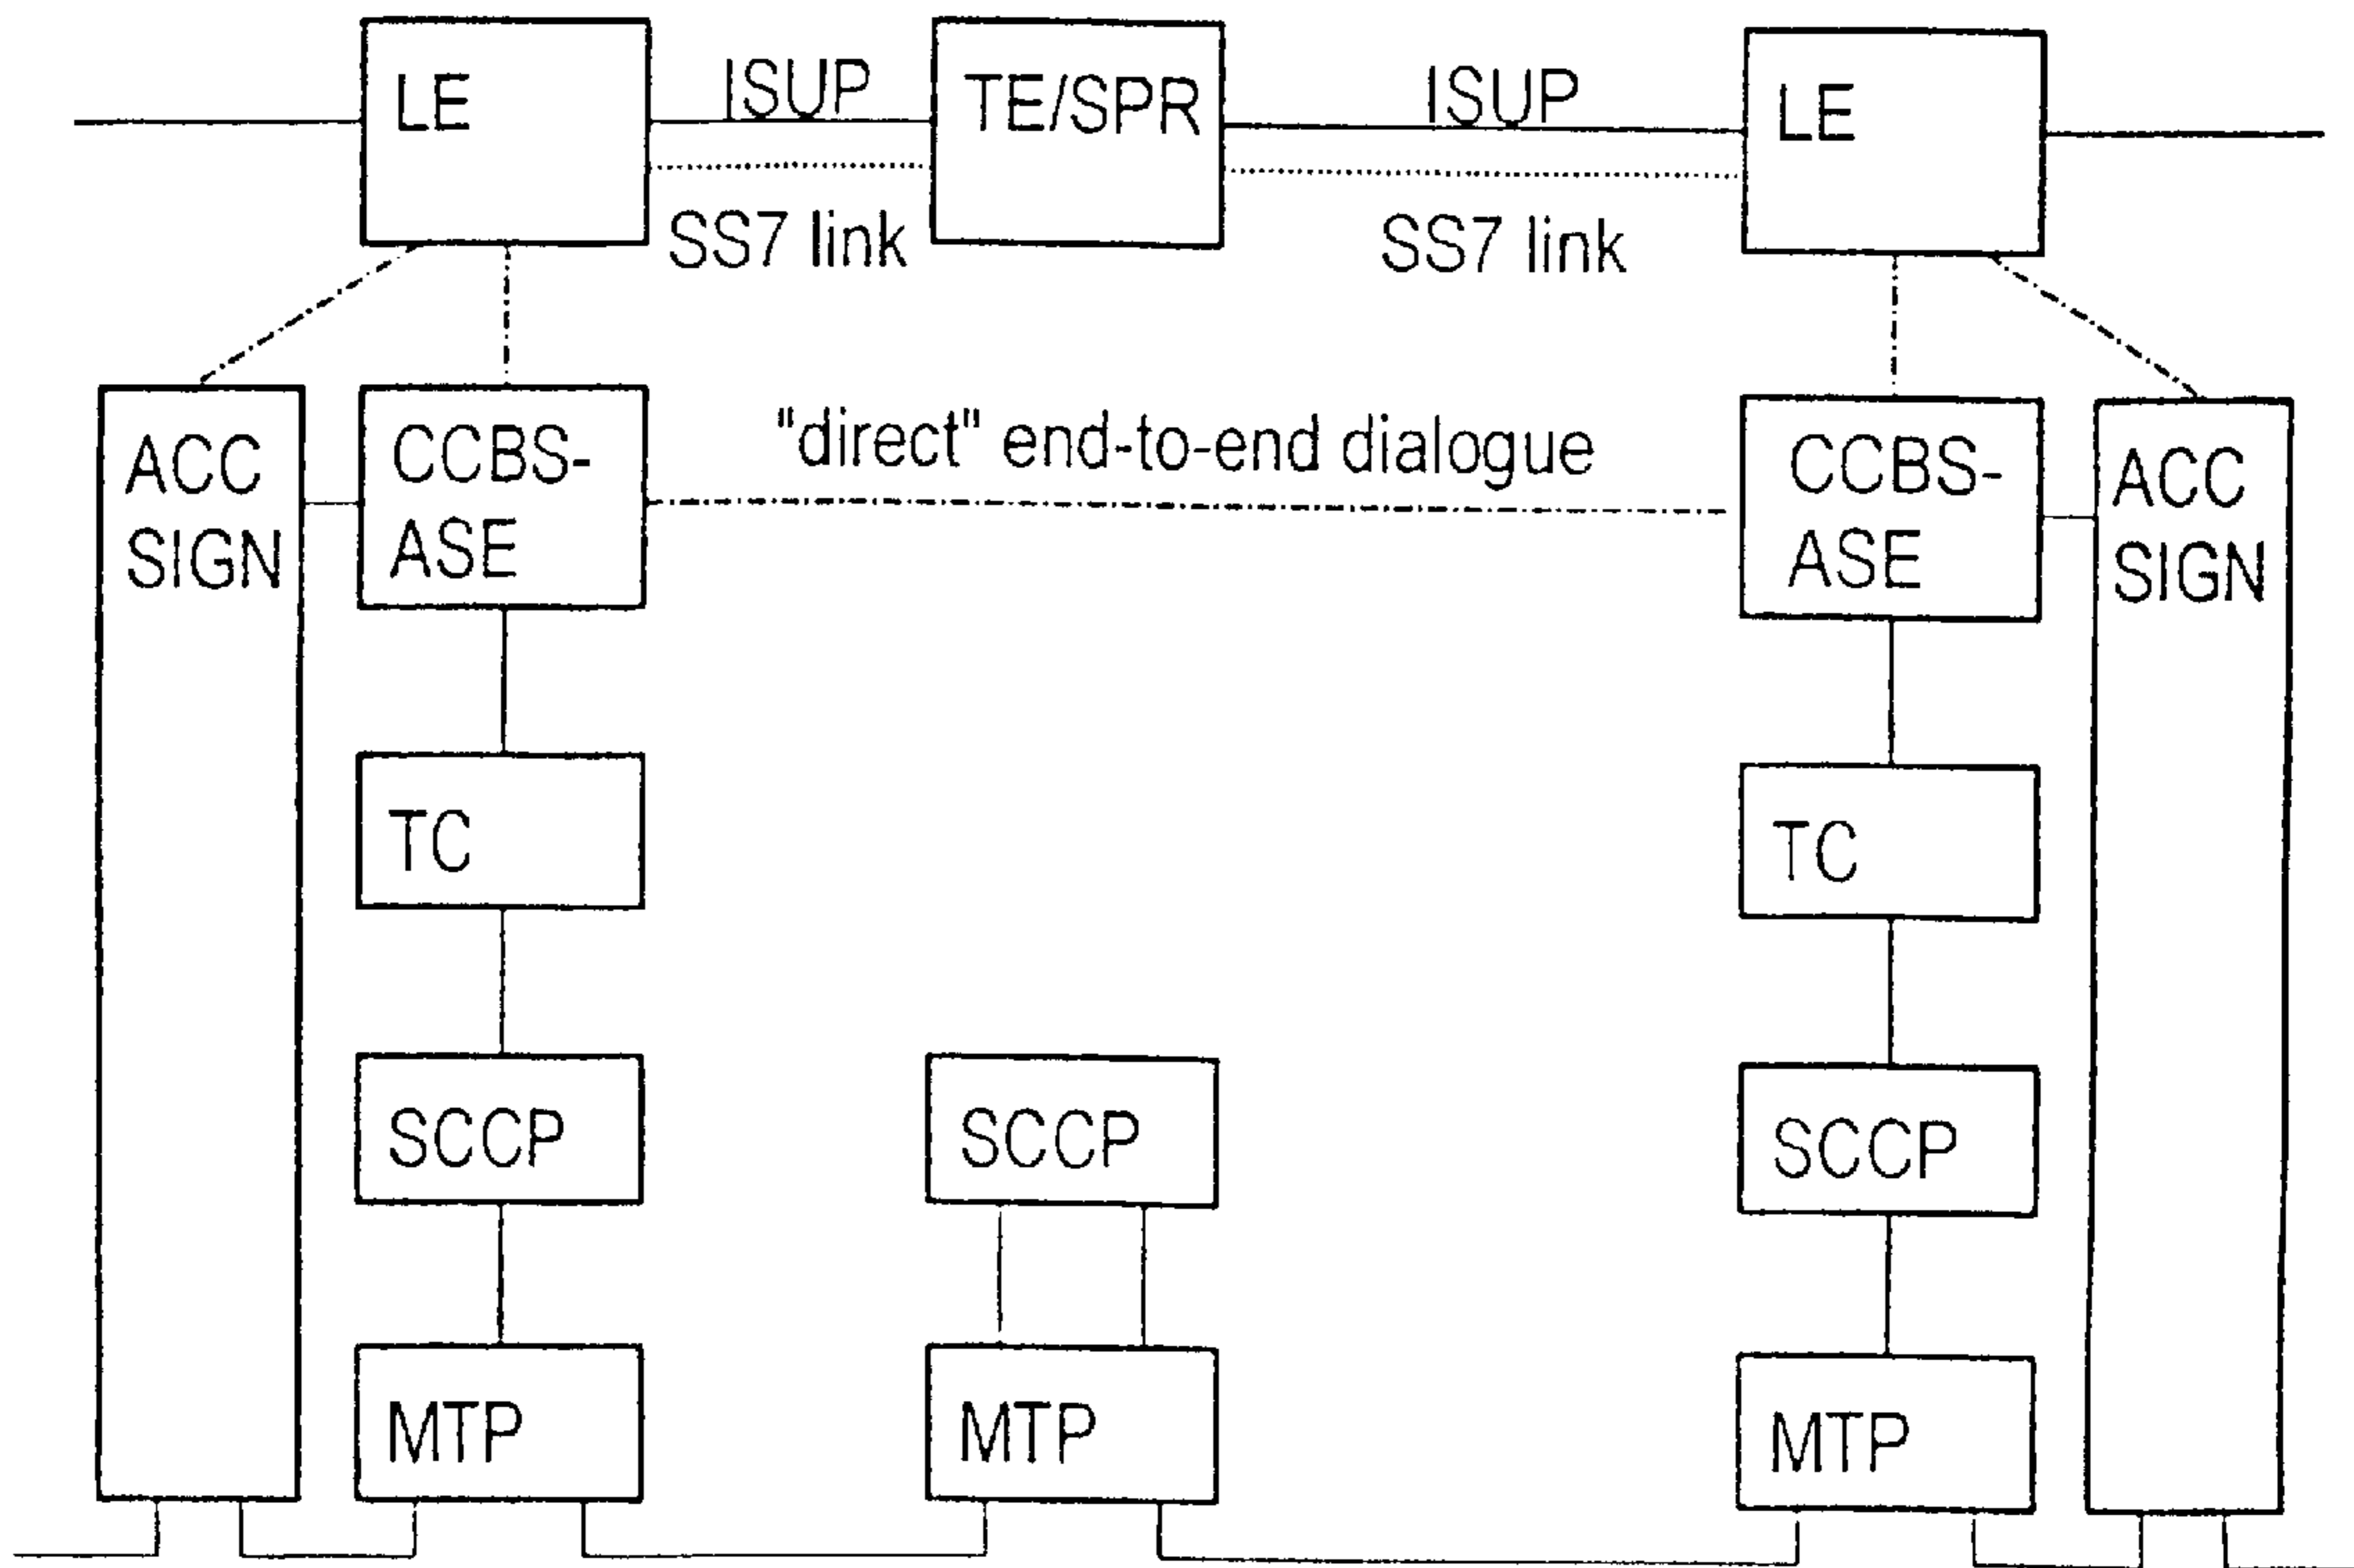 LE
ISUP
TE/SPR
ISUP
LE
SS7 link
SS7 link
ACC
SIGN
CCBS-
ASE
"direct" end-to-end dialogue
CCBS-
ASE
ACC
SIGN
TC
TC
SCCP
SCCP
SCCP
MTP
MTP
MTP